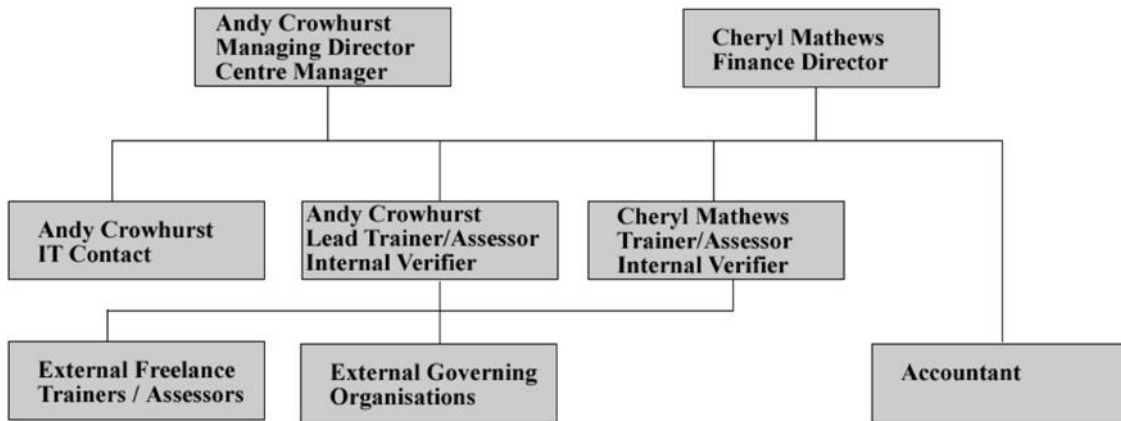 Andy Crowhurst
Managing Director
Centre Manager
Cheryl Mathews
Finance Director
Andy Crowhurst
IT Contact
Andy Crowhurst
Lead Trainer/Assessor
Internal Verifier
Cheryl Mathews
Trainer/Assessor
Internal Verifier
External Freelance
Trainers / Assessors
External Governing
Organisations
Accountant